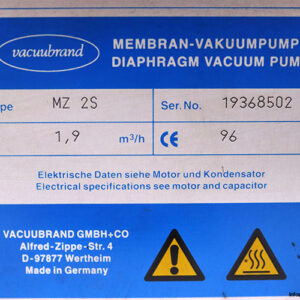 vacuubrand
MEMBRAN-VAKUUMPUMP
DIAPHRAGM VACUUM PUM
pe MZ 2S Ser. No. 19368502
1,9 m³/h CE 96
Elektrische Daten siehe Motor und Kondensator
Electrical specifications see motor and capacitor
VACUUBRAND GMBH+CO
Alfred-Zippe-Str. 4
D-97877 Wertheim
Made in Germany